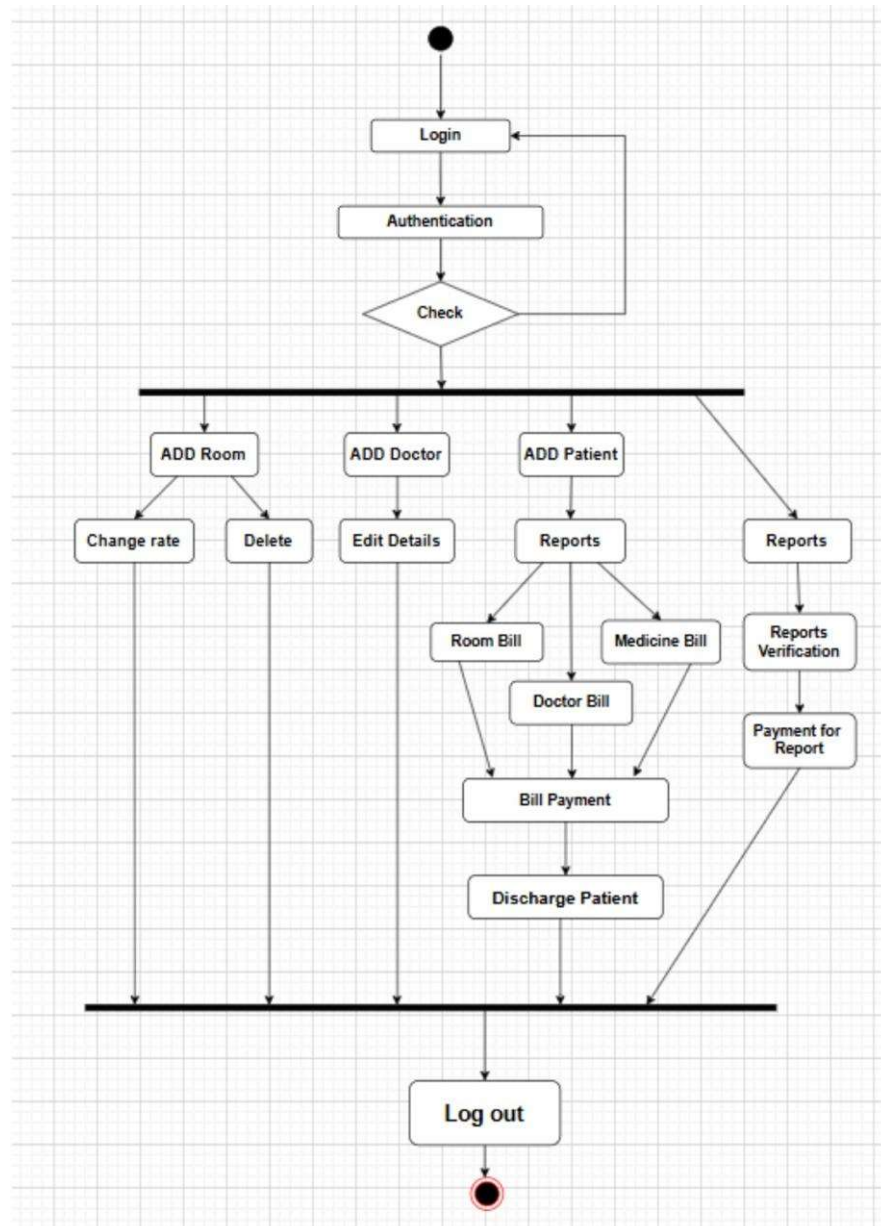 Login
Authentication
Check
ADD Room
ADD Doctor
ADD Patient
Change rate
Delete
Edit Details
Reports
Reports
Room Bill
Medicine Bill
Reports
Verification
Doctor Bill
Payment for
Report
Bill Payment
Discharge Patient
Log out